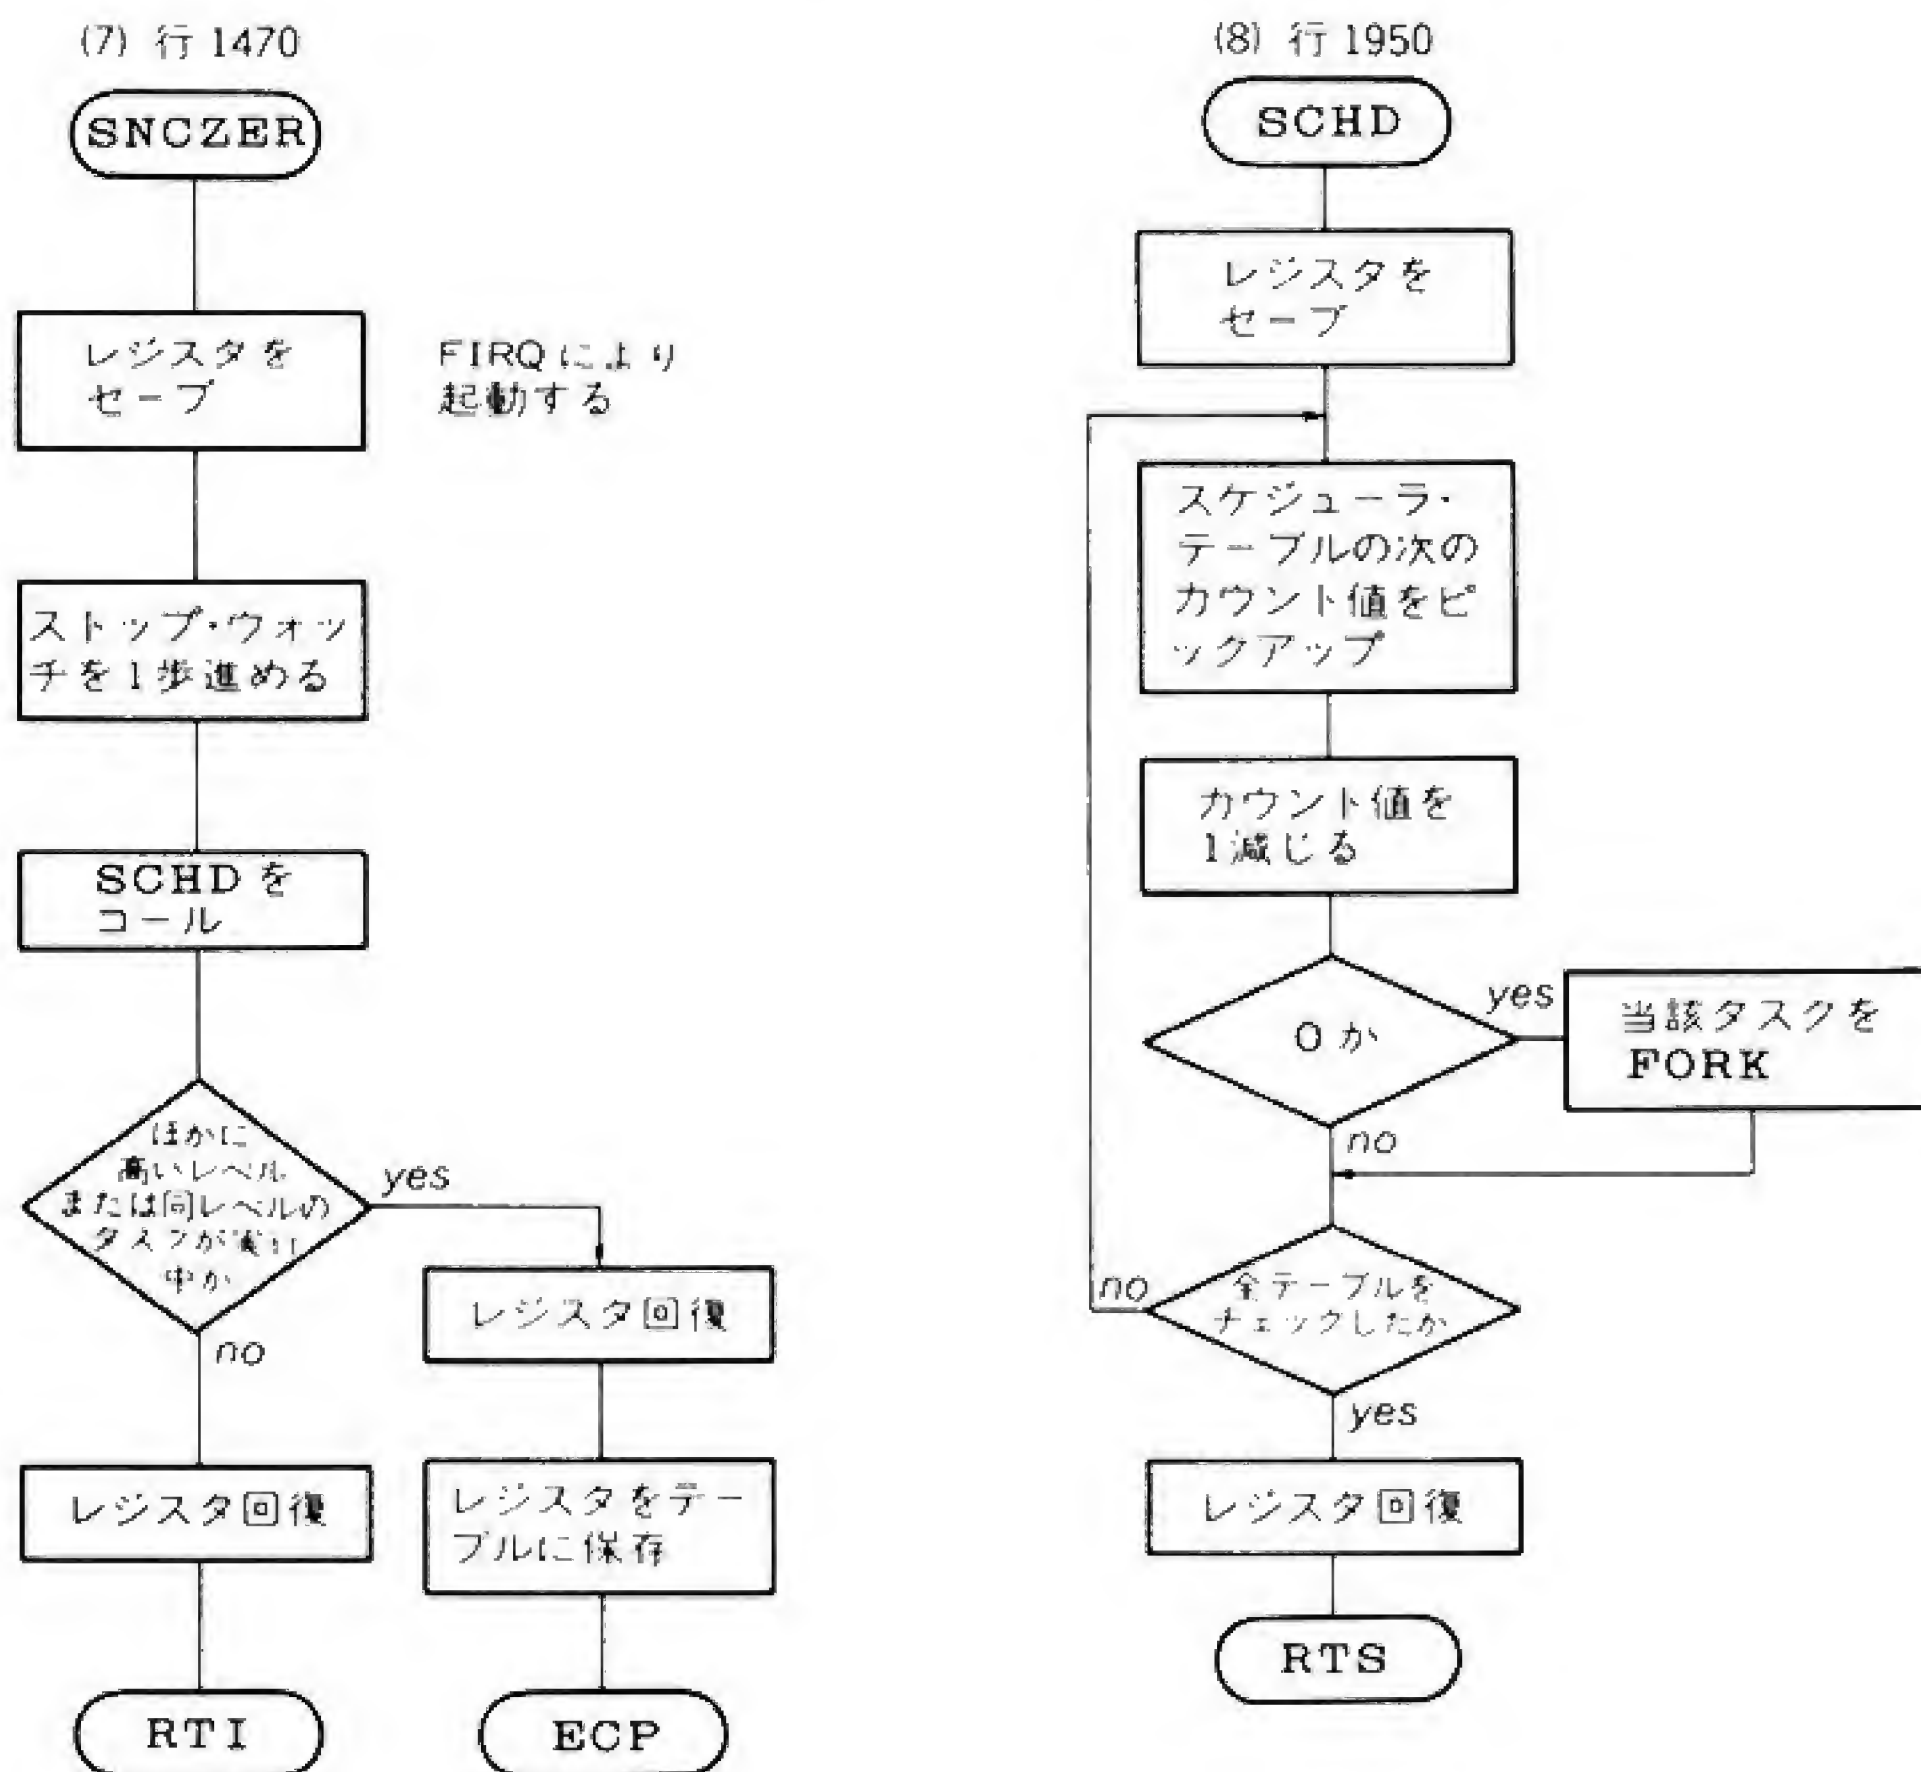 (7) 行 1470
SNCZER
レジスタを
セーブ
FIRQ により
起動する
ストップ・ウォッ
チを1歩進める
SCHD を
コール
ほかに
高いレベル
または同レベルの
タスクが実行
中か
yes
no
レジスタ回復
レジスタをテー
ブルに保存
レジスタ回復
RTI
ECP
(8) 行 1950
SCHD
レジスタを
セーブ
スケジューラ・
テーブルの次の
カウント値をピ
ックアップ
カウント値を
1減じる
0か
yes
当該タスクを
FORK
no
全テーブルを
チェックしたか
no
yes
レジスタ回復
RTS